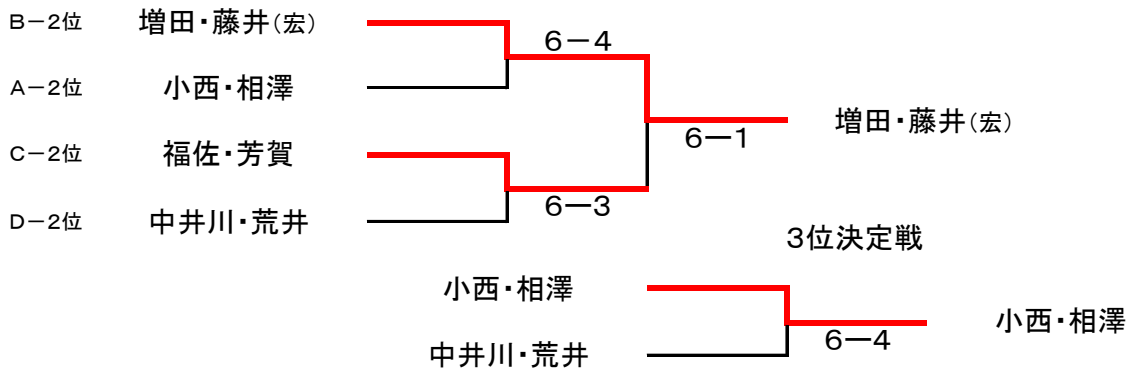 B－2位 増田・藤井（宏）
6－4
A－2位 小西・相澤
増田・藤井（宏）
6－1
C－2位 福佐・芳賀
6－3
D－2位 中井川・荒井
3位決定戦
小西・相澤
小西・相澤
6－4
中井川・荒井